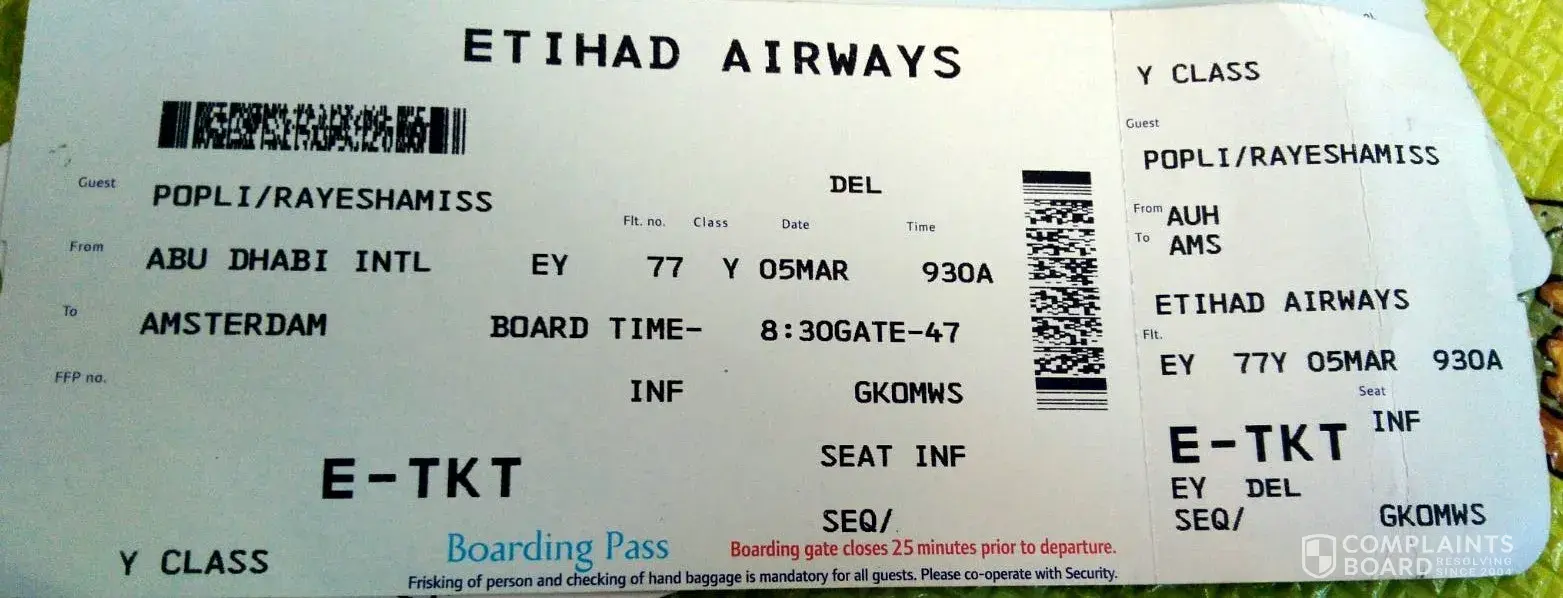 ETIHAD AIRWAYS
Guest
POPLI/RAYESHAMISS
DEL
Flt. no. Class Date Time
From
ABU DHABI INTL EY 77 Y 05MAR 930A
To
AMSTERDAM BOARD TIME- 8:30GATE-47
FFP no.
INF GKOMWS
E-TKT
SEAT INF
SEQ/
Y CLASS
Boarding Pass
Boarding gate closes 25 minutes prior to departure.
Frisking of person and checking of hand baggage is mandatory for all guests. Please co-operate with Security.
Y CLASS
Guest
POPLI/RAYESHAMISS
From AUH
To AMS
ETIHAD AIRWAYS
Flt.
EY 77Y 05MAR 930A
Seat
INF
E-TKT
EY DEL
SEQ/ GKOMWS
COMPLAINTS
BOARD RESOLVING
SINCE 2004